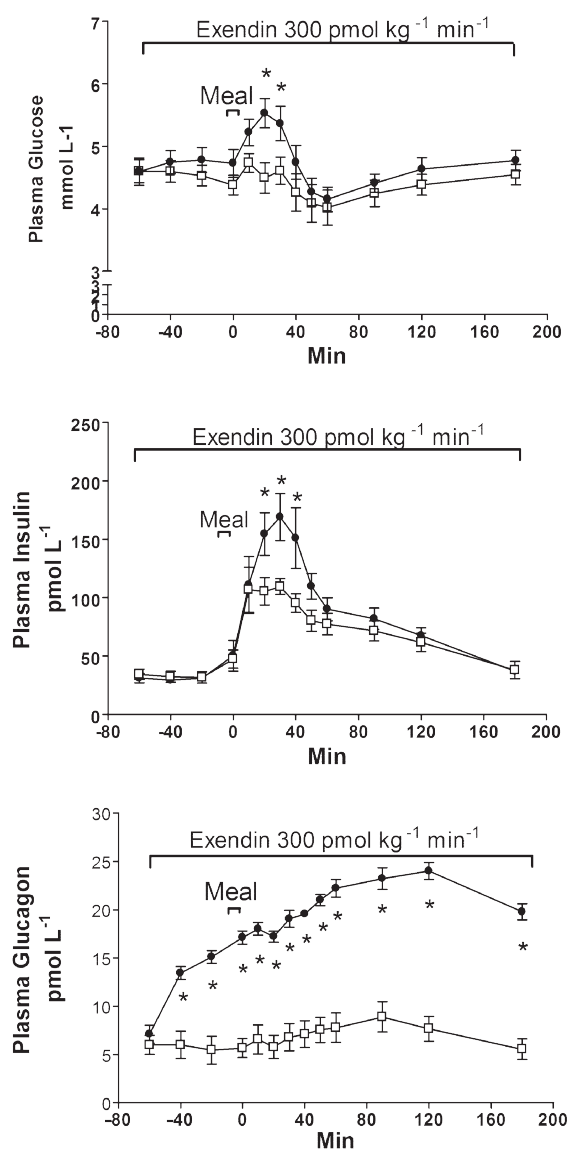 Exendin 300 pmol kg⁻¹ min⁻¹
7
6
5
4
3
3
2
1
0
Plasma Glucose
mmol L-1
Meal
* *
-80 -40 0 40 80 120 160 200
Min
Exendin 300 pmol kg⁻¹ min⁻¹
250
200
150
100
50
0
Plasma Insulin
pmol L⁻¹
Meal
* * *
-80 -40 0 40 80 120 160 200
Min
Exendin 300 pmol kg⁻¹ min⁻¹
30
25
20
15
10
5
0
Plasma Glucagon
pmol L⁻¹
Meal
* * * * * * * * * * * *
-80 -40 0 40 80 120 160 200
Min